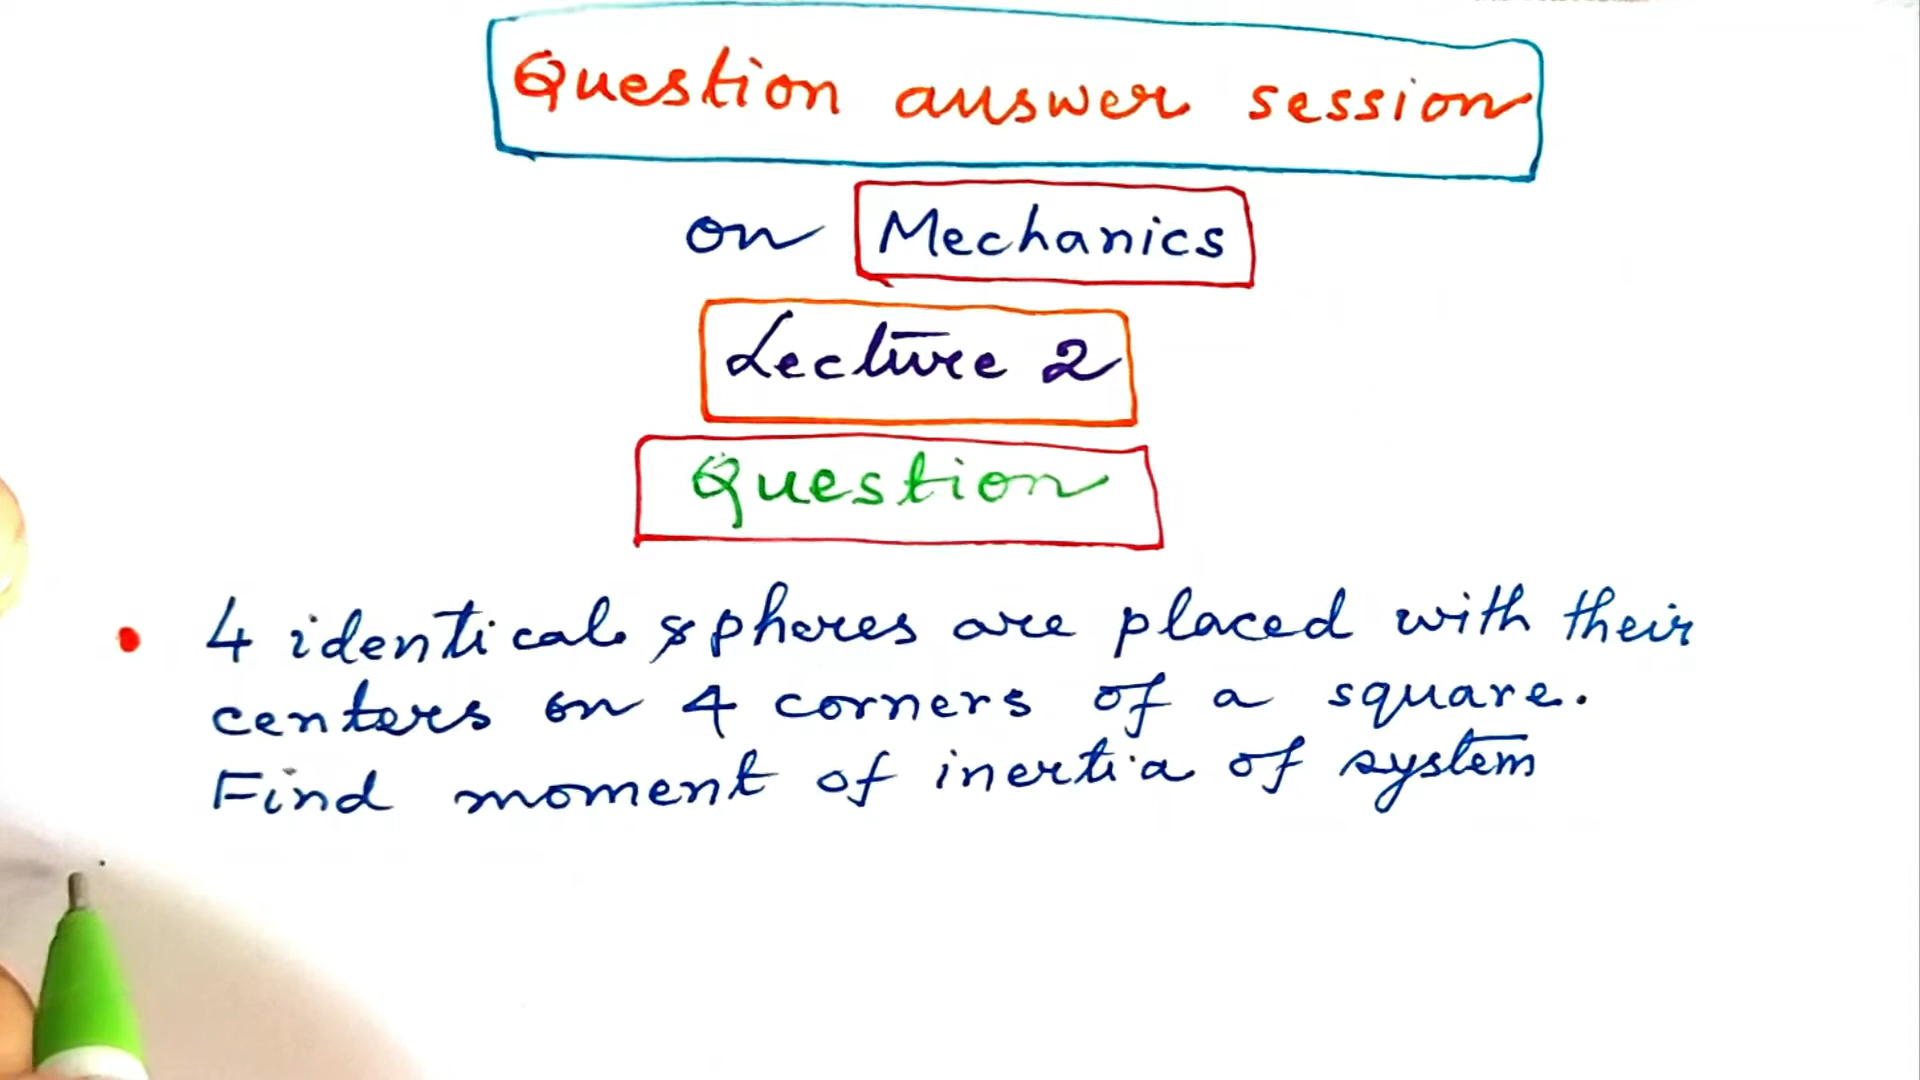 Question answer session
on Mechanics
Lecture 2
Question
4 identical spheres are placed with their
centers on 4 corners of a square.
Find moment of inertia of system